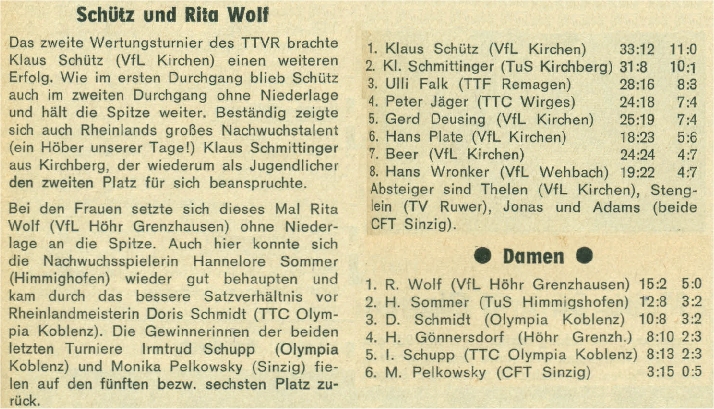 Schütz und Rita Wolf
Das zweite Wertungsturnier des TTVR brachte
Klaus Schütz (VfL Kirchen) einen weiteren
Erfolg. Wie im ersten Durchgang blieb Schütz
auch im zweiten Durchgang ohne Niederlage
und hält die Spitze weiter. Beständig zeigte
sich auch Rheinlands großes Nachwuchstalent
(ein Höber unserer Tage!) Klaus Schmittinger
aus Kirchberg, der wiederum als Jugendlicher
den zweiten Platz für sich beanspruchte.
Bei den Frauen setzte sich dieses Mal Rita
Wolf (VfL Höhr Grenzhausen) ohne Nieder-
lage an die Spitze. Auch hier konnte sich
die Nachwuchsspielerin Hannelore Sommer
(Himmighofen) wieder gut behaupten und
kam durch das bessere Satzverhältnis vor
Rheinlandmeisterin Doris Schmidt (TTC Olym-
pia Koblenz). Die Gewinnerinnen der beiden
letzten Turniere Irmtrud Schupp (Olympia
Koblenz) und Monika Pelkowsky (Sinzig) fie-
len auf den fünften bezw. sechsten Platz zu-
rück.
1. Klaus Schütz (VfL Kirchen) 33:12 11:0
2. Kl. Schmittinger (TuS Kirchberg) 31:8 10:1
3. Ulli Falk (TTF Remagen) 28:16 8:3
4. Peter Jäger (TTC Wirges) 24:18 7:4
5. Gerd Deusing (VfL Kirchen) 25:19 7:4
6. Hans Plate (VfL Kirchen) 18:23 5:6
7. Beer (VfL Kirchen) 24:24 4:7
8. Hans Wronker (VfL Wehbach) 19:22 4:7
Absteiger sind Thelen (VfL Kirchen), Steng-
lein (TV Ruwer), Jonas und Adams (beide
CFT Sinzig).
● Damen ●
1. R. Wolf (VfL Höhr Grenzhausen) 15:2 5:0
2. H. Sommer (TuS Himmigshofen) 12:8 3:2
3. D. Schmidt (Olympia Koblenz) 10:8 3:2
4. H. Gönnersdorf (Höhr Grenzh.) 8:10 2:3
5. I. Schupp (TTC Olympia Koblenz) 8:13 2:3
6. M. Pelkowsky (CFT Sinzig) 3:15 0:5